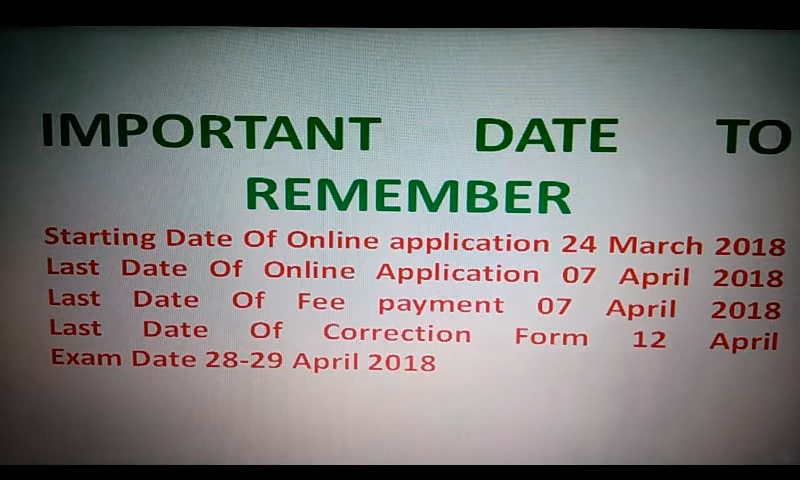 IMPORTANT DATE TO
REMEMBER
Starting Date Of Online application 24 March 2018
Last Date Of Online Application 07 April 2018
Last Date Of Fee payment 07 April 2018
Last Date Of Correction Form 12 April
Exam Date 28-29 April 2018